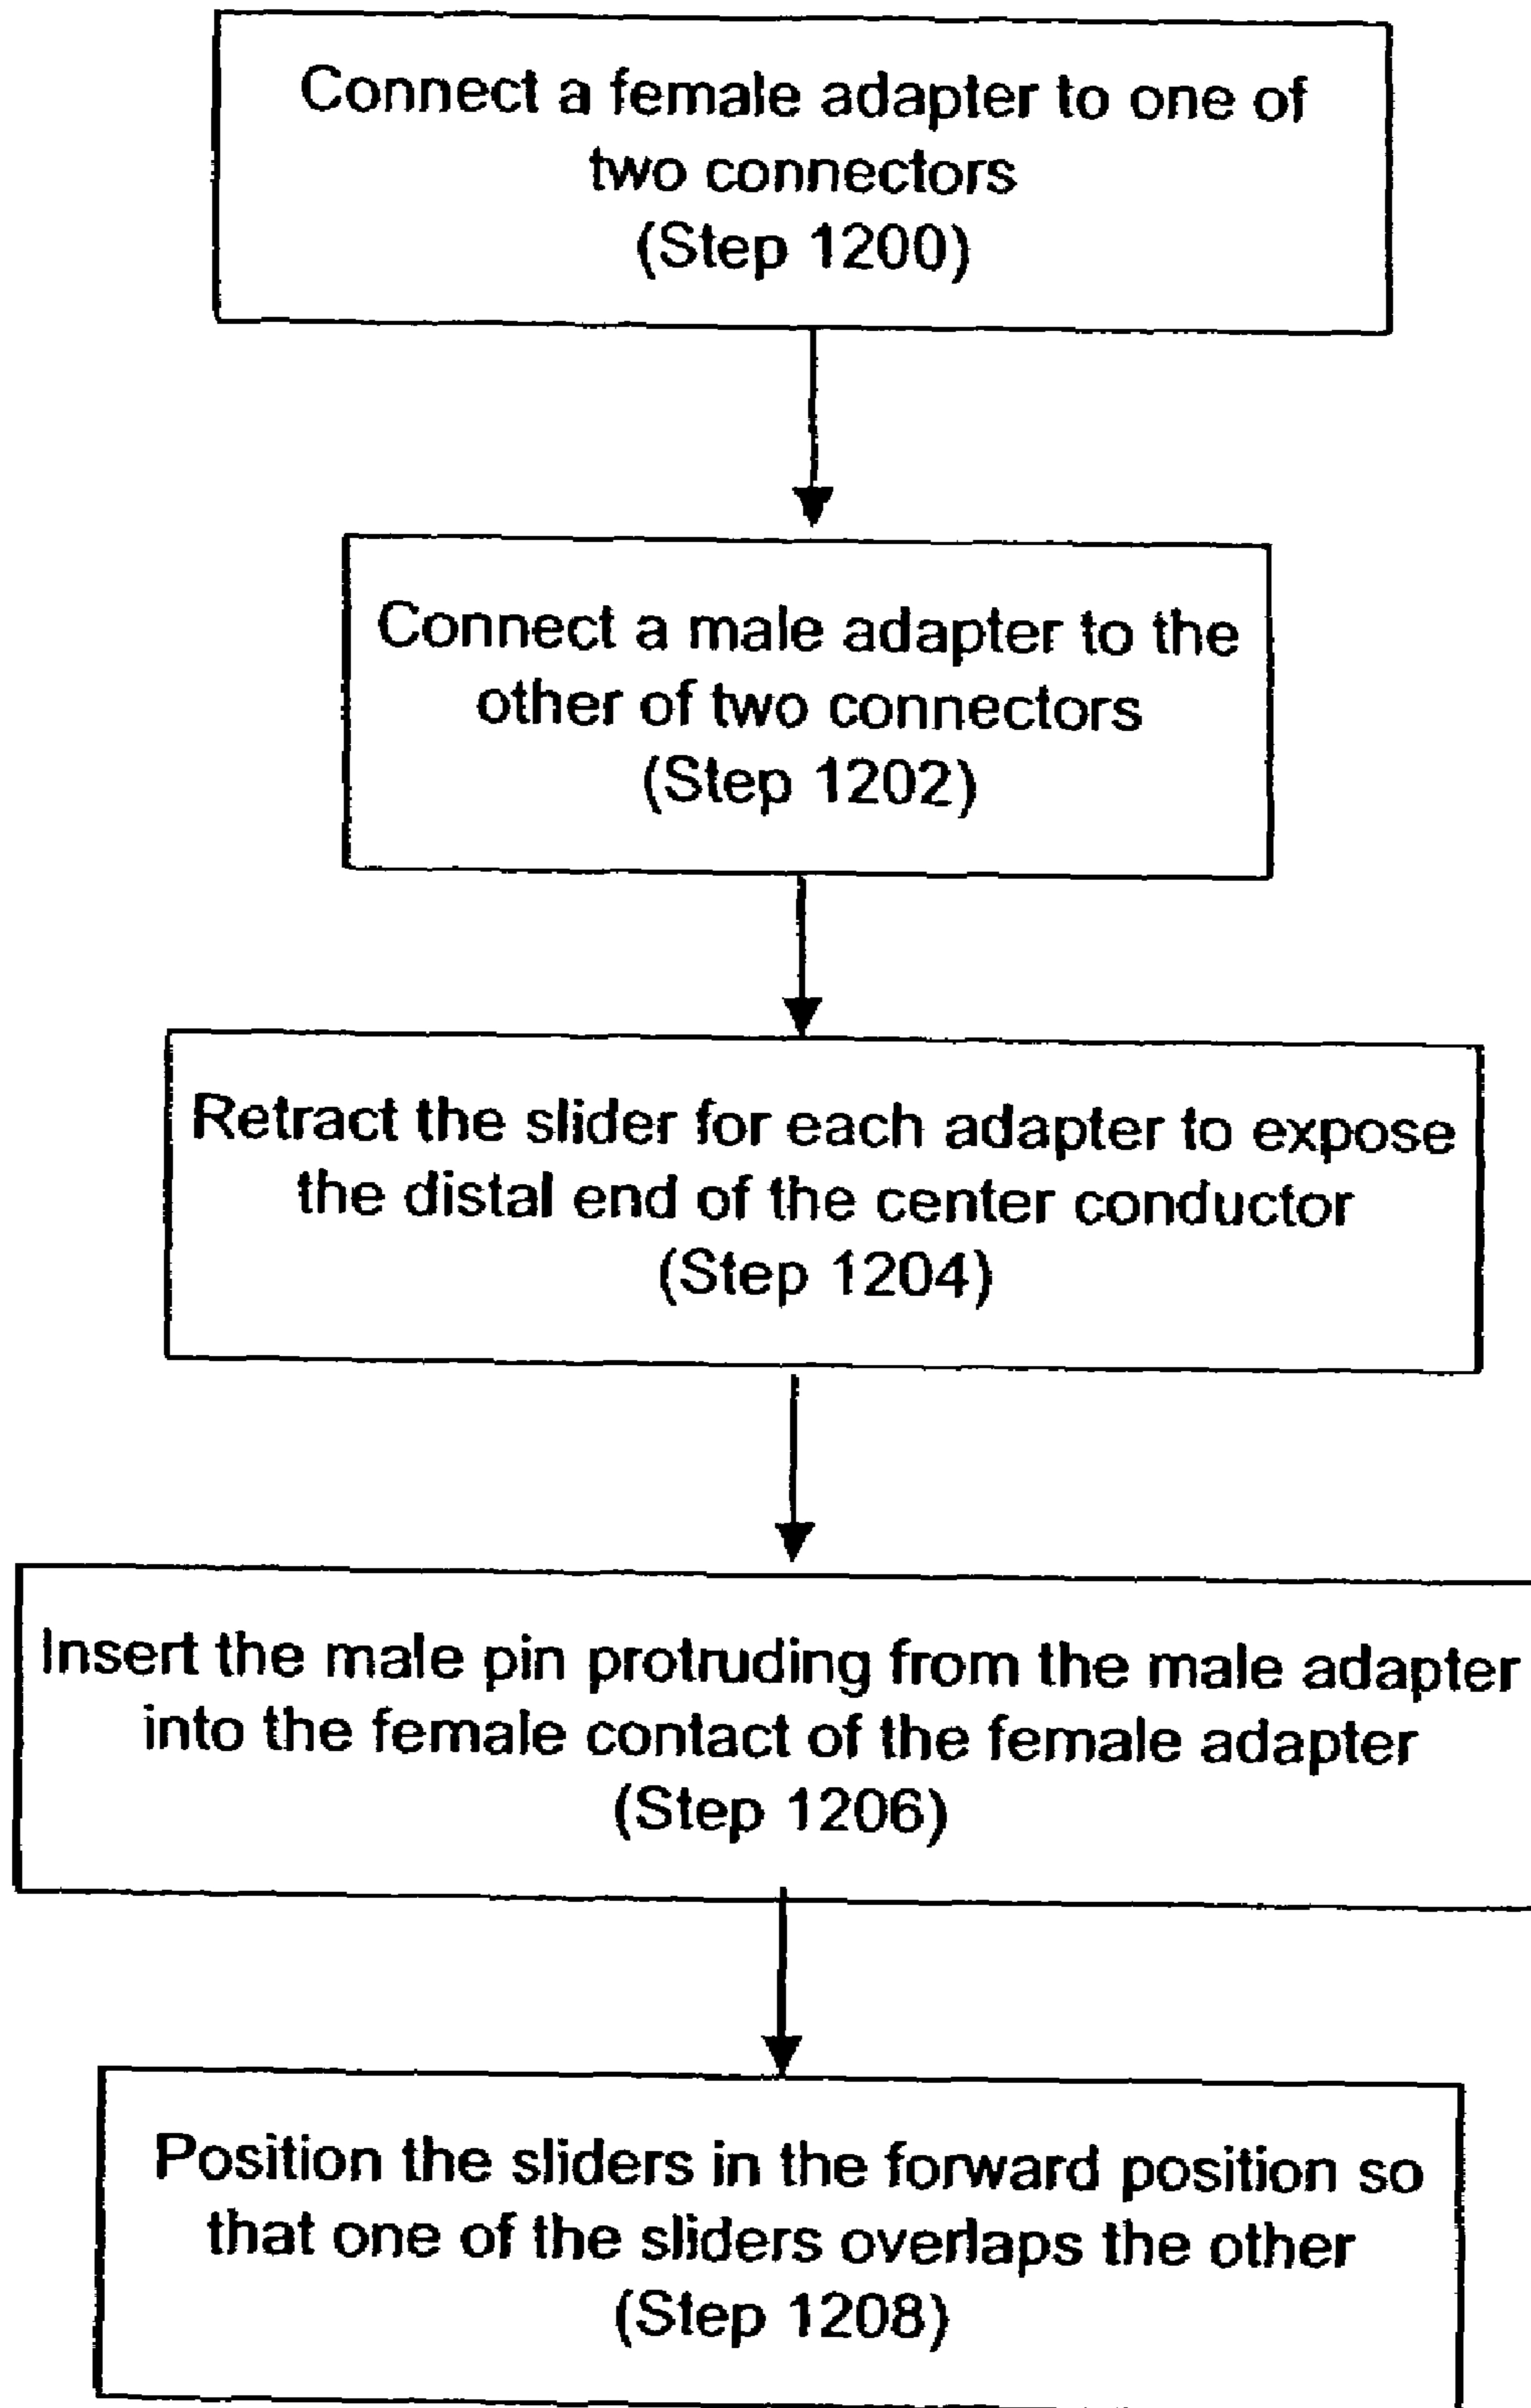 Connect a female adapter to one of
two connectors
(Step 1200)
Connect a male adapter to the
other of two connectors
(Step 1202)
Retract the slider for each adapter to expose
the distal end of the center conductor
(Step 1204)
Insert the male pin protruding from the male adapter
into the female contact of the female adapter
(Step 1206)
Position the sliders in the forward position so
that one of the sliders overlaps the other
(Step 1208)